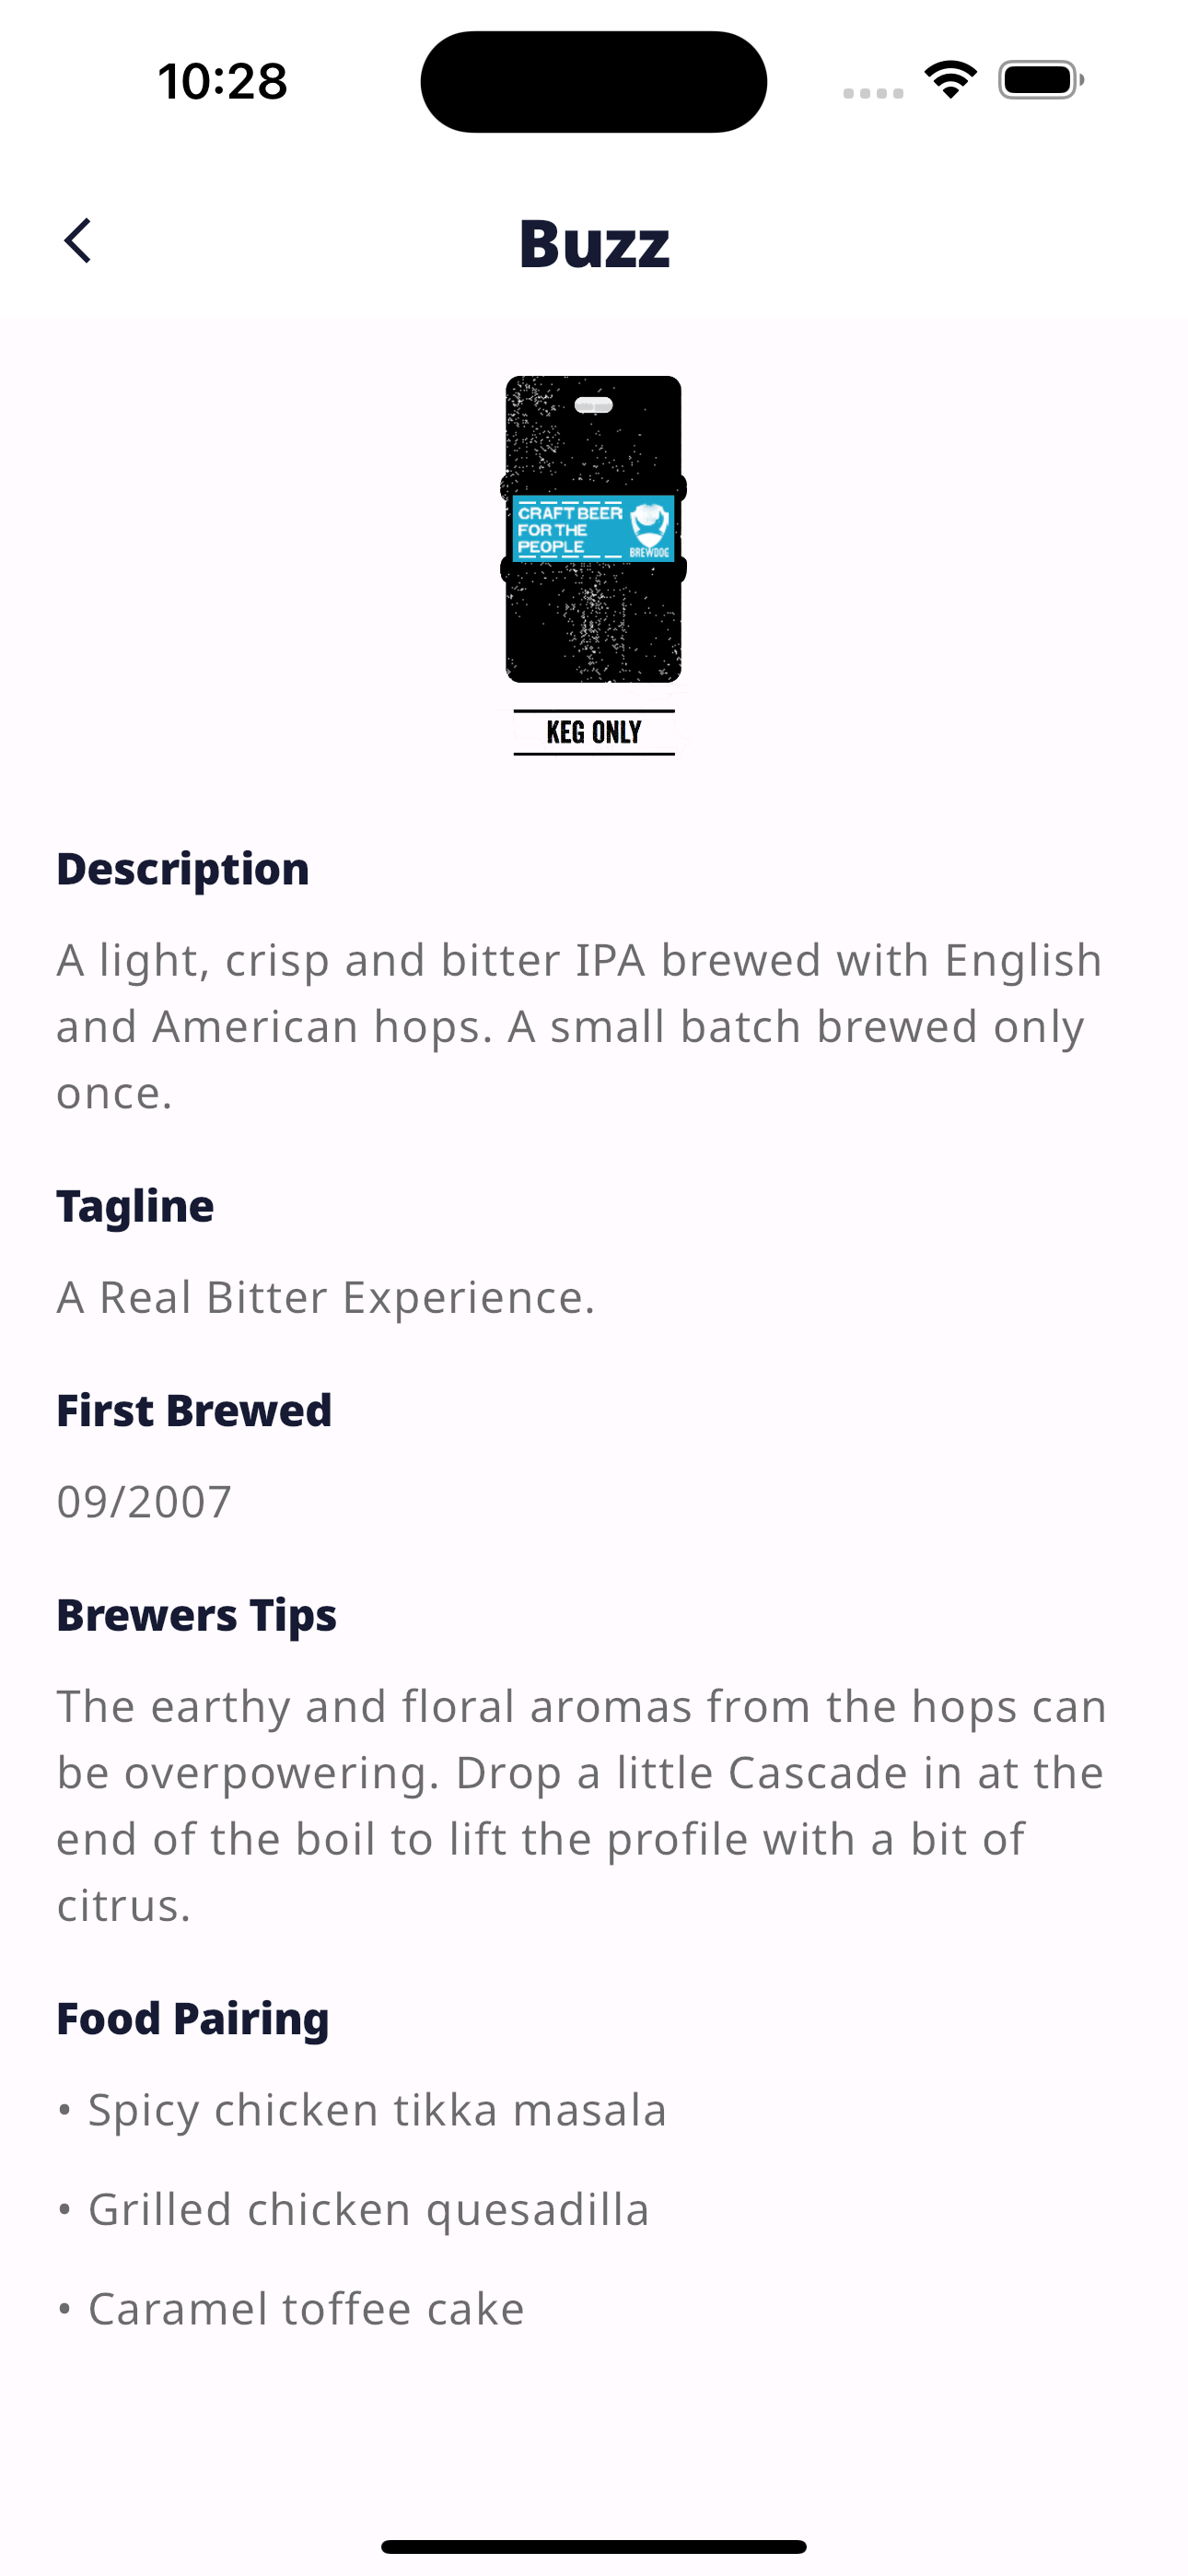 10:28
Buzz
CRAFT BEER
FOR THE
PEOPLE
BREWDOG
KEG ONLY
Description
A light, crisp and bitter IPA brewed with English
and American hops. A small batch brewed only
once.
Tagline
A Real Bitter Experience.
First Brewed
09/2007
Brewers Tips
The earthy and floral aromas from the hops can
be overpowering. Drop a little Cascade in at the
end of the boil to lift the profile with a bit of
citrus.
Food Pairing
• Spicy chicken tikka masala
• Grilled chicken quesadilla
• Caramel toffee cake